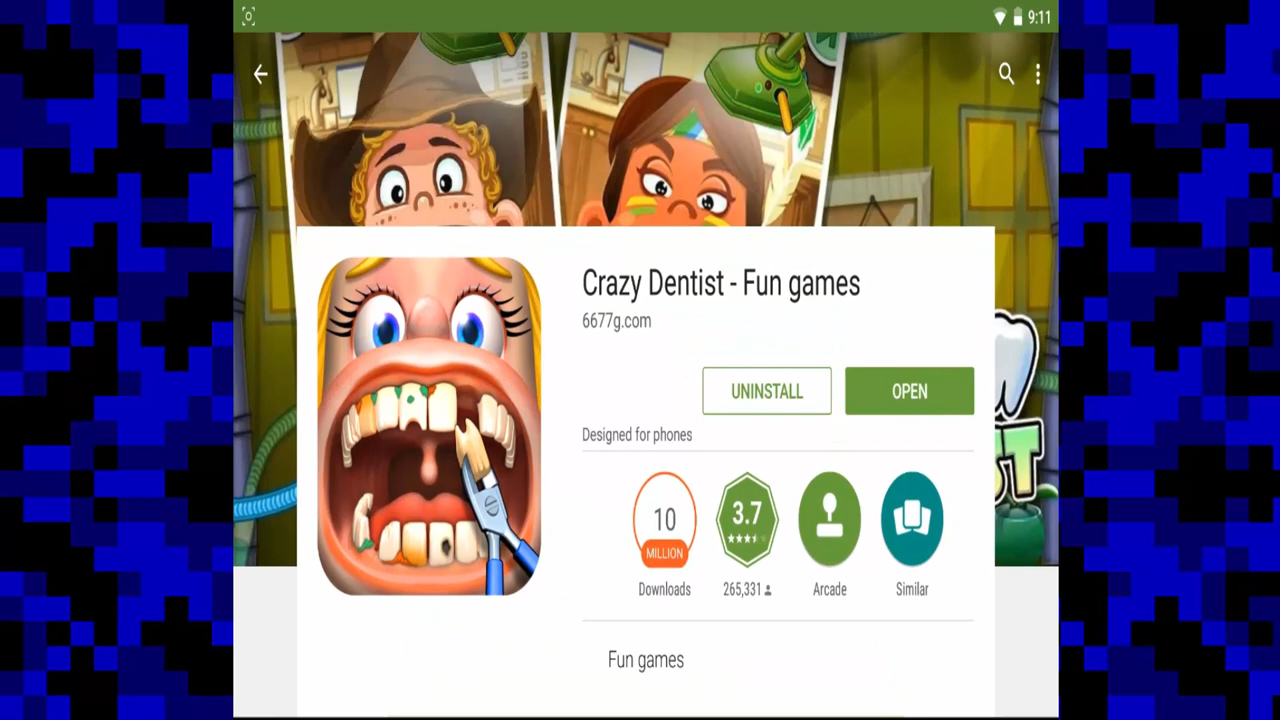 9:11
Crazy Dentist - Fun games
6677g.com
UNINSTALL
OPEN
Designed for phones
10
MILLION
3.7
Downloads
265,331
Arcade
Similar
Fun games